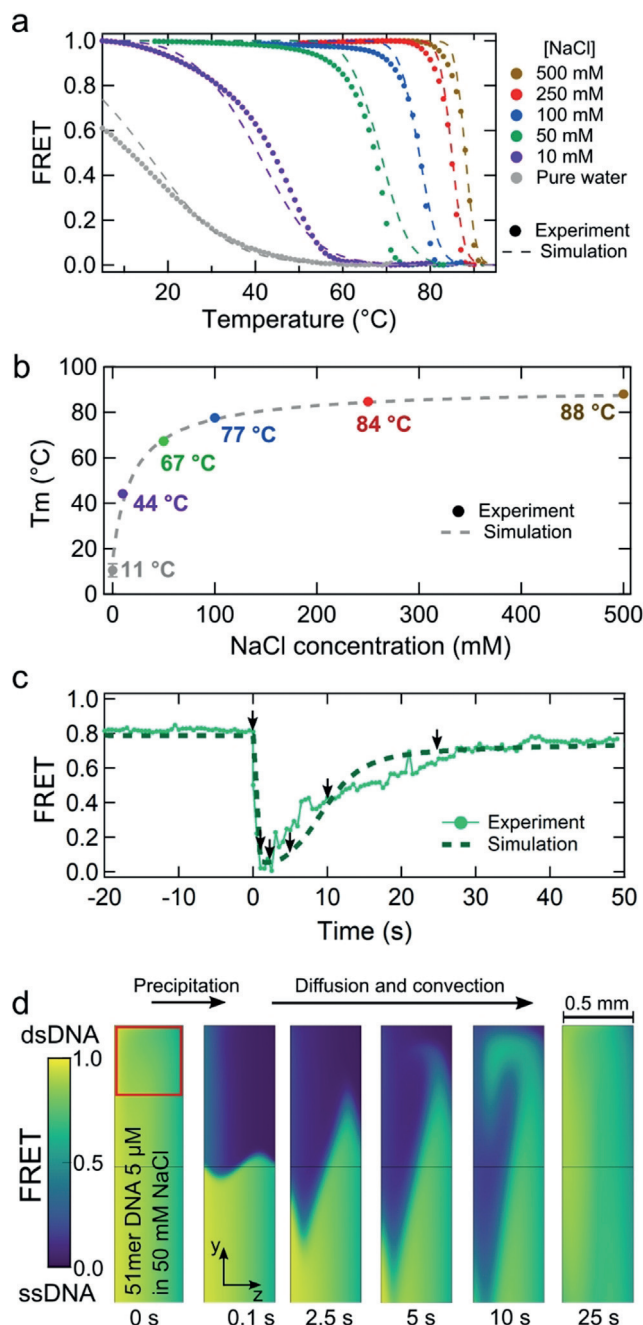 a
1.0
0.8
0.6
0.4
0.2
0.0
FRET
20
40
60
80
Temperature (°C)
[NaCl]
500 mM
250 mM
100 mM
50 mM
10 mM
Pure water
Experiment
Simulation
b
100
80
60
40
20
0
Tm (°C)
11 °C
44 °C
67 °C
77 °C
84 °C
88 °C
Experiment
Simulation
0
100
200
300
400
500
NaCl concentration (mM)
c
1.0
0.8
0.6
0.4
0.2
0.0
FRET
Experiment
Simulation
-20
-10
0
10
20
30
40
50
Time (s)
d
Precipitation
Diffusion and convection
0.5 mm
dsDNA
1.0
0.5
0.0
FRET
ssDNA
51mer DNA 5 µM
in 50 mM NaCl
y
z
0 s
0.1 s
2.5 s
5 s
10 s
25 s